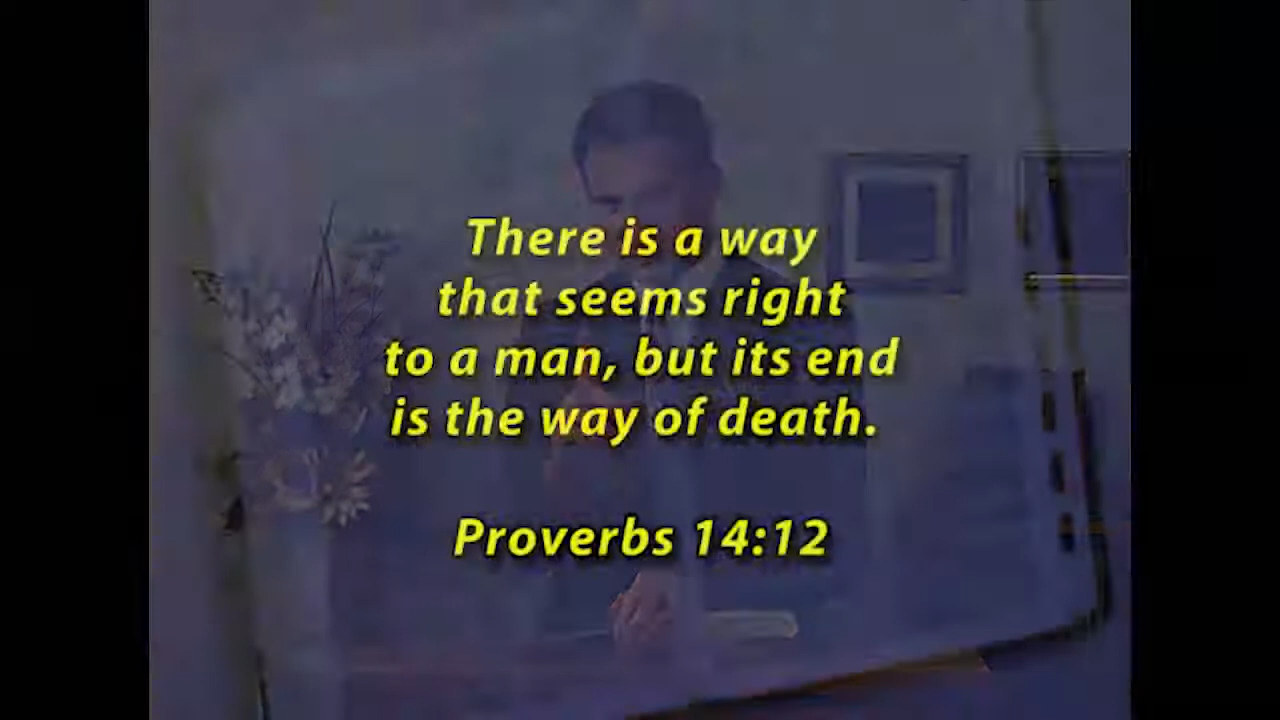 There is a way
that seems right
to a man, but its end
is the way of death.
Proverbs 14:12